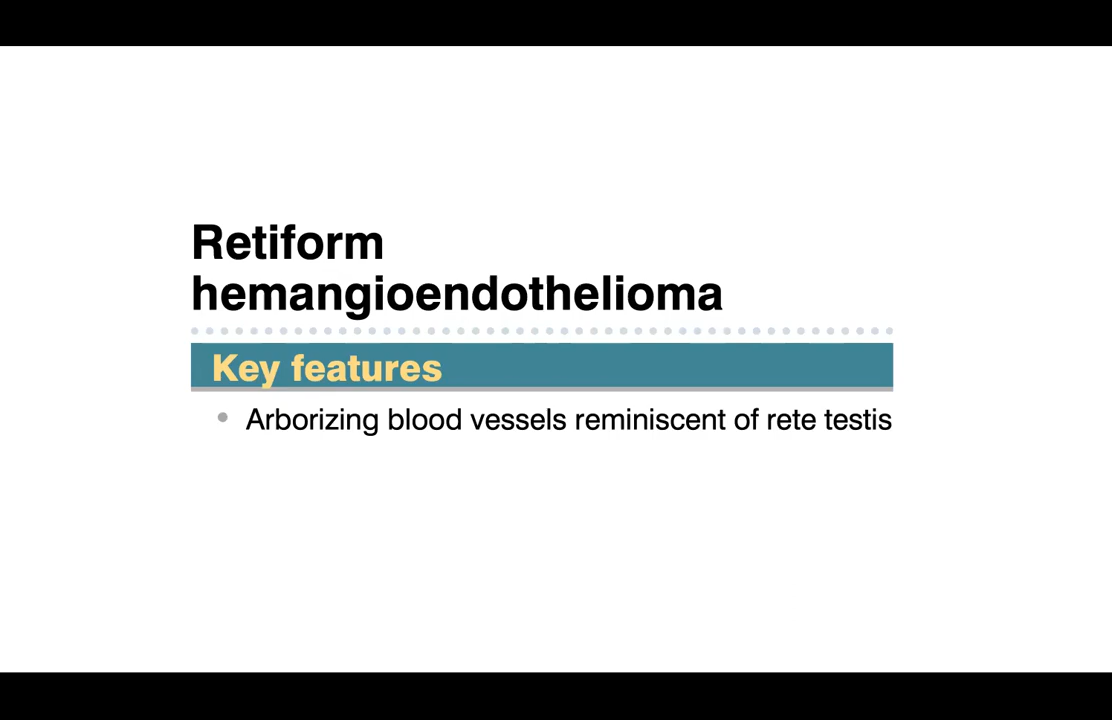 Retiform
hemangioendothelioma
Key features
• Arborizing blood vessels reminiscent of rete testis